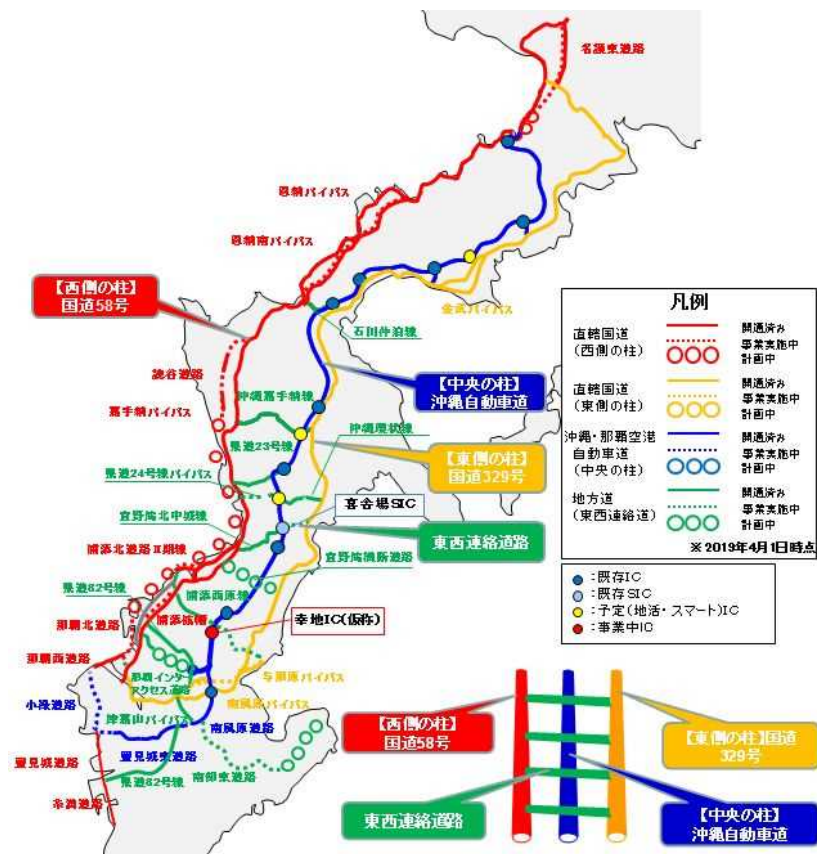 名護東道路
恩納バイパス
恩納南バイパス
【西側の柱】
国道58号
金武バイパス
石川仲泊線
読谷道路
嘉手納バイパス
沖縄嘉手納線
【中央の柱】
沖縄自動車道
県道23号線
沖縄環状線
【東側の柱】
国道329号
県道24号線バイパス
喜舎場SIC
宜野湾北中城線
東西連絡道路
浦添北道路Ⅱ期線
宜野湾横断道路
県道82号線
浦添西原線
那覇北道路
幸地IC(仮称)
那覇西道路
那覇インター
アクセス道路
与那原バイパス
小禄道路
南風原バイパス
津嘉山バイパス
南風原道路
豊見城東道路
豊見城道路
南部東道路
県道82号線
糸満道路
凡例
直轄国道
(西側の柱)
開通済み
事業実施中
計画中
直轄国道
(東側の柱)
開通済み
事業実施中
計画中
沖縄・那覇空港
自動車道
(中央の柱)
開通済み
事業実施中
計画中
地方道
(東西連絡道)
開通済み
事業実施中
計画中
※2019年4月1日時点
:既存IC
:既存SIC
:予定(地活・スマート)IC
:事業中IC
【西側の柱】
国道58号
【東側の柱】国道
329号
東西連絡道路
【中央の柱】
沖縄自動車道